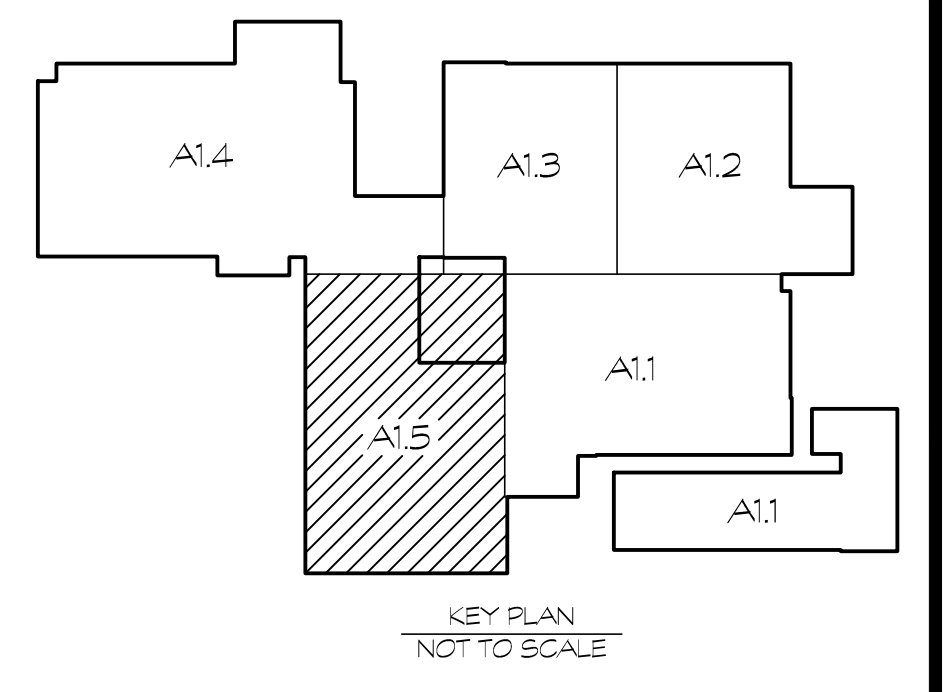 A1.4
A1.3
A1.2
A1.1
A1.5
A1.1
KEY PLAN
NOT TO SCALE